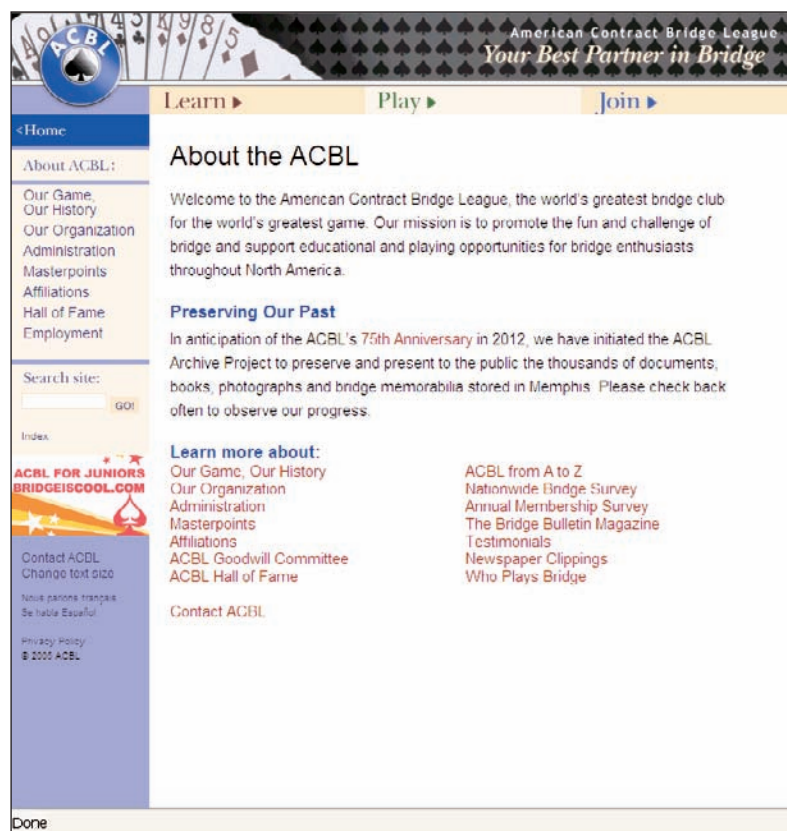 ACBL
American Contract Bridge League
Your Best Partner in Bridge
Learn
Play
Join
<Home
About ACBL:
Our Game,
Our History
Our Organization
Administration
Masterpoints
Affiliations
Hall of Fame
Employment
Search site:
GO!
Index
ACBL FOR JUNIORS
BRIDGEISCOOL.COM
Contact ACBL
Change text size
Nous parlons français
Se habla Español
Privacy Policy
About the ACBL
Welcome to the American Contract Bridge League, the world's greatest bridge club
for the world's greatest game. Our mission is to promote the fun and challenge of
bridge and support educational and playing opportunities for bridge enthusiasts
throughout North America.
Preserving Our Past
In anticipation of the ACBL's 75th Anniversary in 2012, we have initiated the ACBL
Archive Project to preserve and present to the public the thousands of documents,
books, photographs and bridge memorabilia stored in Memphis. Please check back
often to observe our progress.
Learn more about:
Our Game, Our History
Our Organization
Administration
Masterpoints
Affiliations
ACBL Goodwill Committee
ACBL Hall of Fame
Contact ACBL
ACBL from A to Z
Nationwide Bridge Survey
Annual Membership Survey
The Bridge Bulletin Magazine
Testimonials
Newspaper Clippings
Who Plays Bridge
Done